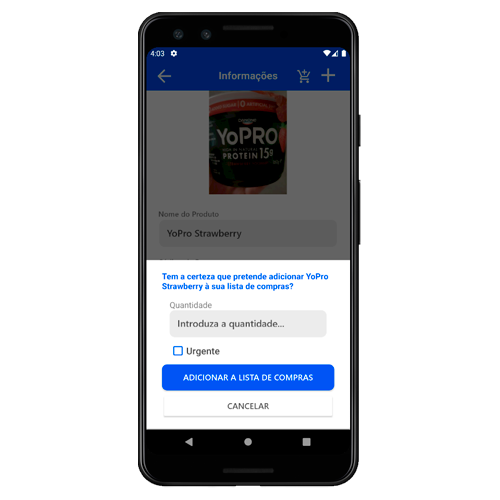 4:03
Informações
YoPRO
PROTEIN 15g
Nome do Produto
YoPro Strawberry
Tem a certeza que pretende adicionar YoPro
Strawberry à sua lista de compras?
Quantidade
Introduza a quantidade...
Urgente
ADICIONAR A LISTA DE COMPRAS
CANCELAR